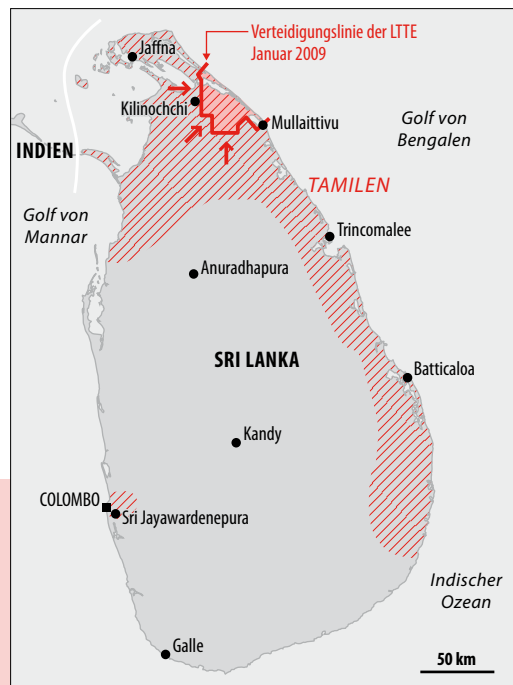 Verteidigungslinie der LTTE
Januar 2009
Jaffna
Kilinochchi
Mullaittivu
Golf von
Bengalen
INDIEN
TAMILEN
Golf von
Mannar
Trincomalee
Anuradhapura
SRI LANKA
Batticaloa
Kandy
COLOMBO
Sri Jayawardenepura
Indischer
Ozean
Galle
50 km